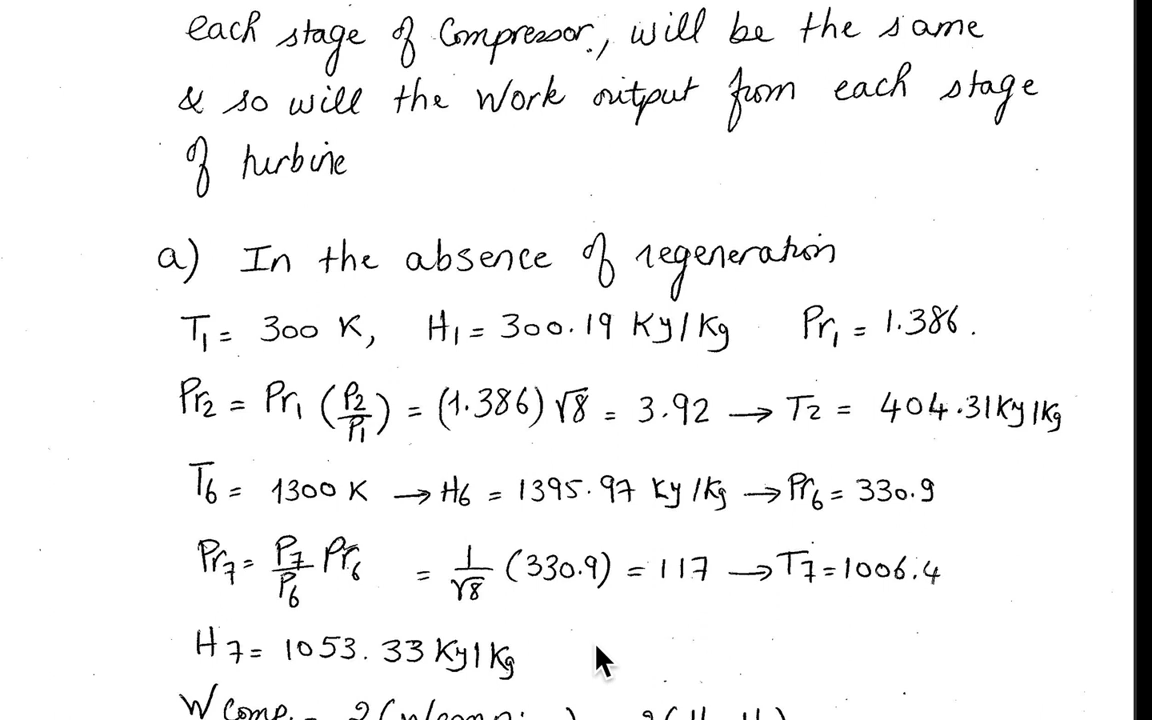 each stage of Compressor, will be the same
& so will the Work output from each stage
of turbine
a) In the absence of regeneration
T₁ = 300 K, H₁ = 300.19 KJ/Kg Pr₁ = 1.386.
Pr₂ = Pr₁ (P₂/P₁) = (1.386) √8 = 3.92 → T₂ = 404.31 KJ/Kg
T₆ = 1300 K → H₆ = 1395.97 KJ/Kg → Pr₆ = 330.9
Pr₇ = P₇/P₆ Pr₆ = 1/√8 (330.9) = 117 → T₇ = 1006.4
H₇ = 1053.33 KJ/Kg